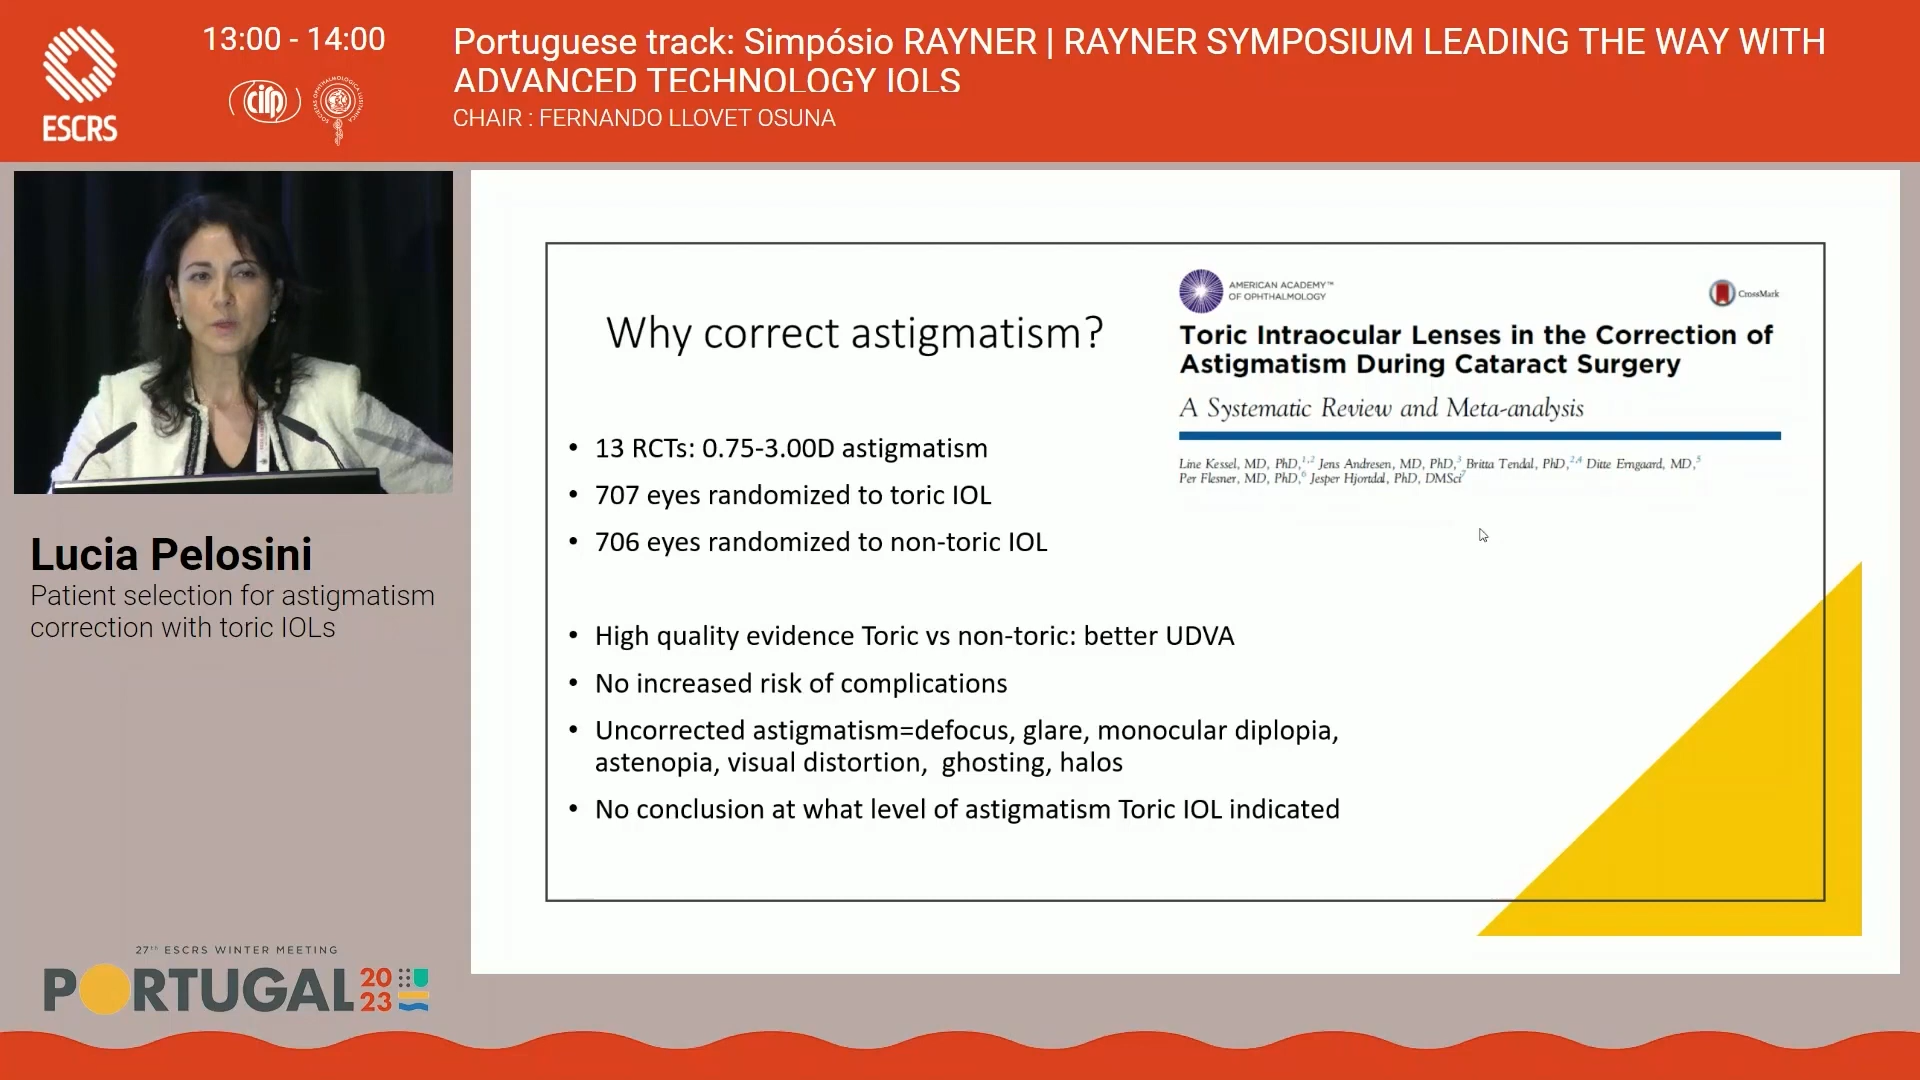 ESCRS
13:00 - 14:00
cirp
Portuguese track: Simpósio RAYNER | RAYNER SYMPOSIUM LEADING THE WAY WITH
ADVANCED TECHNOLOGY IOLS
CHAIR : FERNANDO LLOVET OSUNA
Lucia Pelosini
Patient selection for astigmatism
correction with toric IOLs
27TH ESCRS WINTER MEETING
PORTUGAL 2023
Why correct astigmatism?
• 13 RCTs: 0.75-3.00D astigmatism
• 707 eyes randomized to toric IOL
• 706 eyes randomized to non-toric IOL
• High quality evidence Toric vs non-toric: better UDVA
• No increased risk of complications
• Uncorrected astigmatism=defocus, glare, monocular diplopia,
astenopia, visual distortion, ghosting, halos
• No conclusion at what level of astigmatism Toric IOL indicated
AMERICAN ACADEMY™
OF OPHTHALMOLOGY
CrossMark
Toric Intraocular Lenses in the Correction of
Astigmatism During Cataract Surgery
A Systematic Review and Meta-analysis
Line Kessel, MD, PhD,1,2 Jens Andresen, MD, PhD,3 Britta Tendal, PhD,2,4 Ditte Erngaard, MD,5
Per Flesner, MD, PhD,6 Jesper Hjortdal, PhD, DMSci7